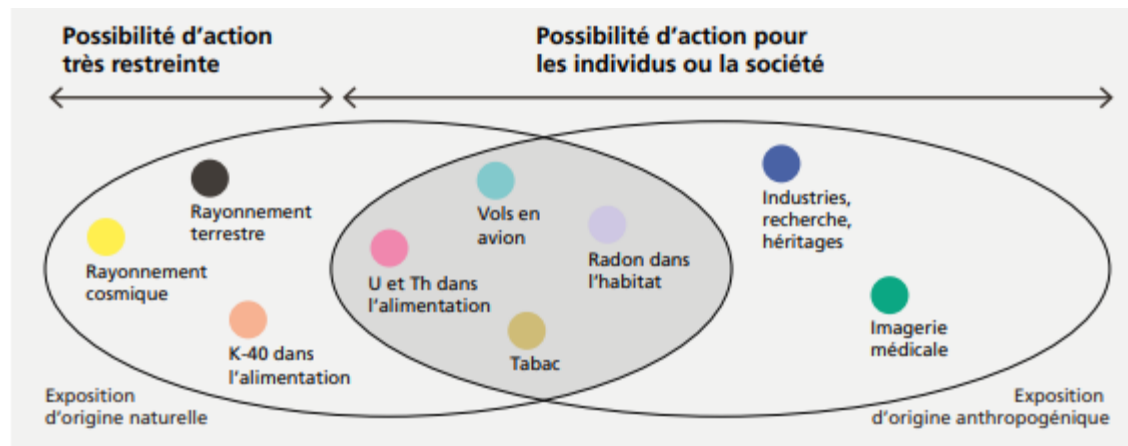 Possibilité d'action
très restreinte
Possibilité d'action pour
les individus ou la société
Rayonnement
terrestre
Rayonnement
cosmique
K-40 dans
l'alimentation
Vols en
avion
U et Th dans
l'alimentation
Radon dans
l'habitat
Tabac
Industries,
recherche,
héritages
Imagerie
médicale
Exposition
d'origine naturelle
Exposition
d'origine anthropogénique